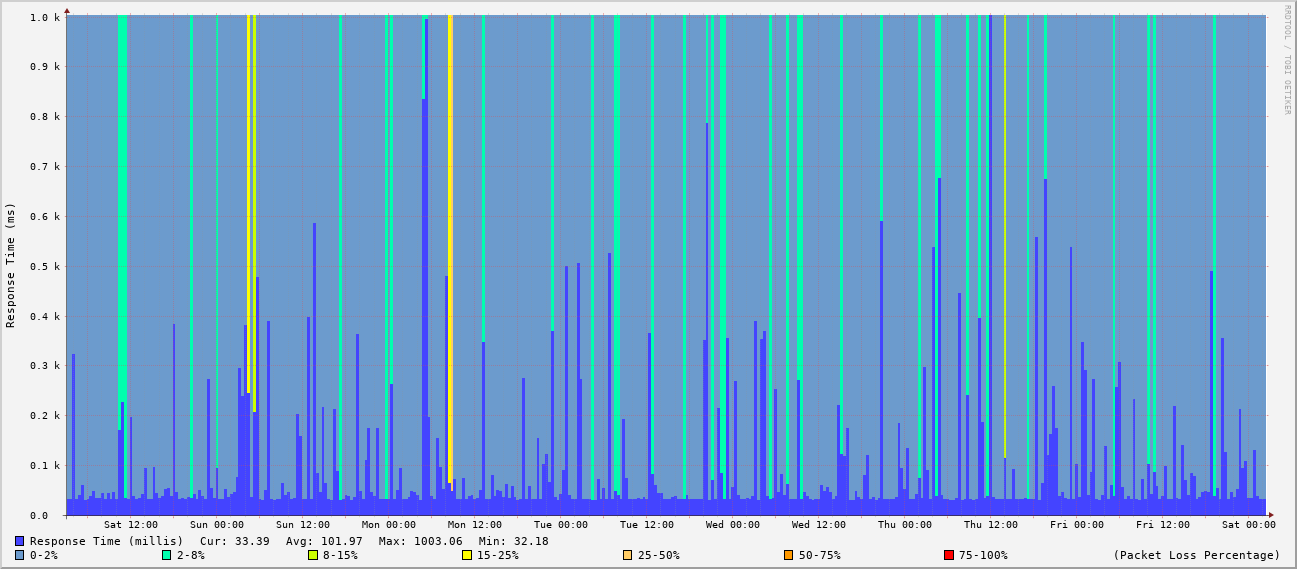 1.0 k
0.9 k
0.8 k
0.7 k
0.6 k
0.5 k
0.4 k
0.3 k
0.2 k
0.1 k
0.0
Response Time (ms)
RRDTOOL / TOBI OETIKER
Sat 12:00 Sun 00:00 Sun 12:00 Mon 00:00 Mon 12:00 Tue 00:00 Tue 12:00 Wed 00:00 Wed 12:00 Thu 00:00 Thu 12:00 Fri 00:00 Fri 12:00 Sat 00:00
Response Time (millis) Cur: 33.39 Avg: 101.97 Max: 1003.06 Min: 32.18
0-2% 2-8% 8-15% 15-25% 25-50% 50-75% 75-100% (Packet Loss Percentage)